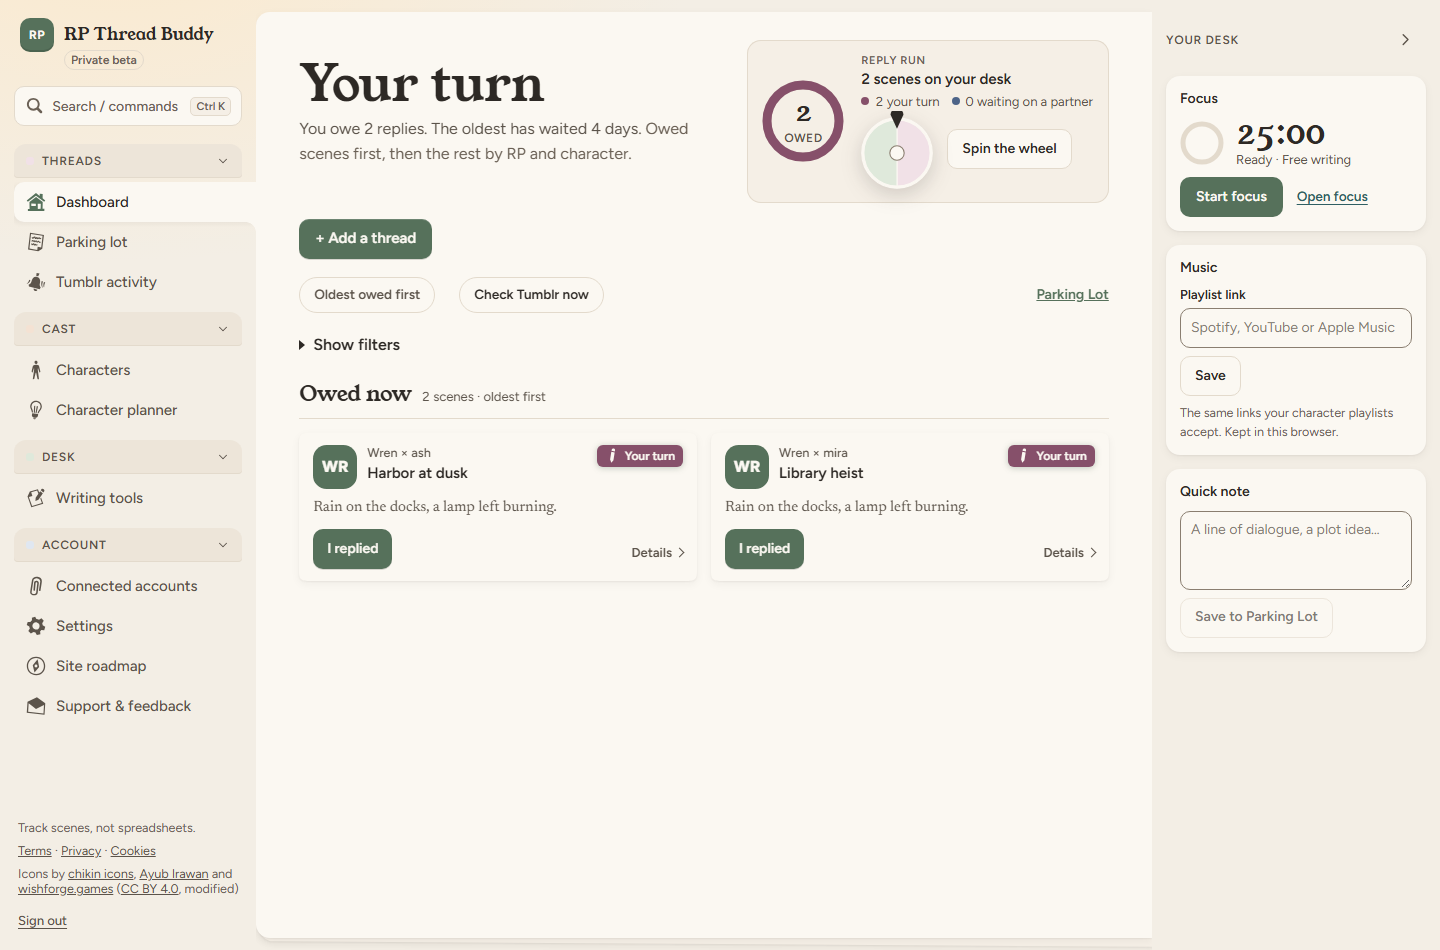 RP
RP Thread Buddy
Private beta
Search / commands
Ctrl K
THREADS
Dashboard
Parking lot
Tumblr activity
CAST
Characters
Character planner
DESK
Writing tools
ACCOUNT
Connected accounts
Settings
Site roadmap
Support & feedback
Track scenes, not spreadsheets.
Terms · Privacy · Cookies
Icons by chikin icons, Ayub Irawan and
wishforge.games (CC BY 4.0, modified)
Sign out
Your turn
You owe 2 replies. The oldest has waited 4 days. Owed
scenes first, then the rest by RP and character.
2
OWED
REPLY RUN
2 scenes on your desk
2 your turn
0 waiting on a partner
Spin the wheel
+ Add a thread
Oldest owed first
Check Tumblr now
Parking Lot
Show filters
Owed now
2 scenes · oldest first
WR
Wren × ash
Harbor at dusk
Your turn
Rain on the docks, a lamp left burning.
I replied
Details
WR
Wren × mira
Library heist
Your turn
Rain on the docks, a lamp left burning.
I replied
Details
YOUR DESK
Focus
25:00
Ready · Free writing
Start focus
Open focus
Music
Playlist link
Spotify, YouTube or Apple Music
Save
The same links your character playlists
accept. Kept in this browser.
Quick note
A line of dialogue, a plot idea...
Save to Parking Lot